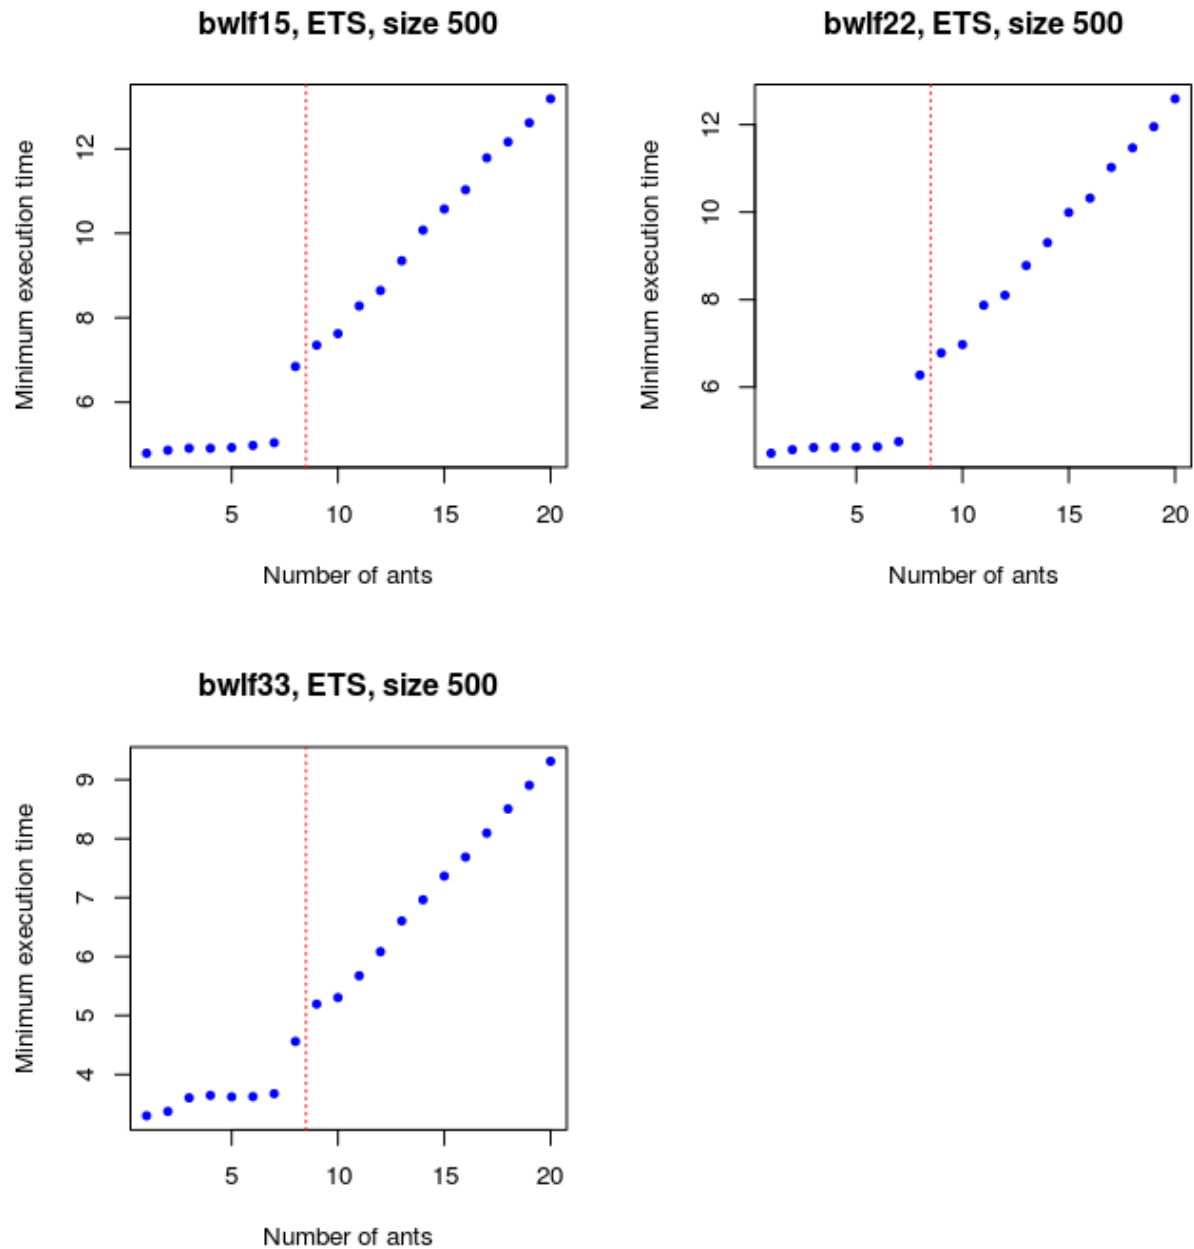 bwlf15, ETS, size 500
Minimum execution time
12
10
8
6
5 10 15 20
Number of ants
bwlf22, ETS, size 500
Minimum execution time
12
10
8
6
5 10 15 20
Number of ants
bwlf33, ETS, size 500
Minimum execution time
9
8
7
6
5
4
5 10 15 20
Number of ants